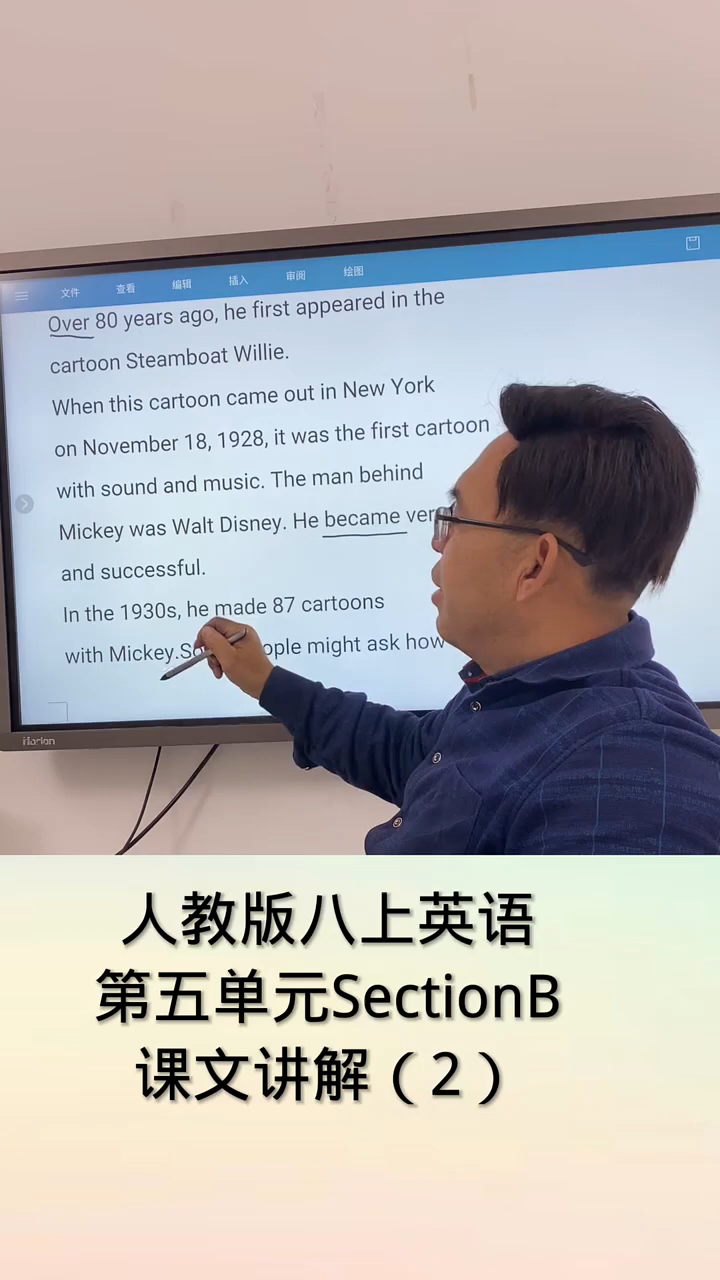 文件 查看 编辑 插入 审阅 绘图
Over 80 years ago, he first appeared in the
cartoon Steamboat Willie.
When this cartoon came out in New York
on November 18, 1928, it was the first cartoon
with sound and music. The man behind
Mickey was Walt Disney. He became
and successful.
In the 1930s, he made 87 cartoons
with Mickey. might ask how
人教版八上英语
第五单元SectionB
课文讲解（2）